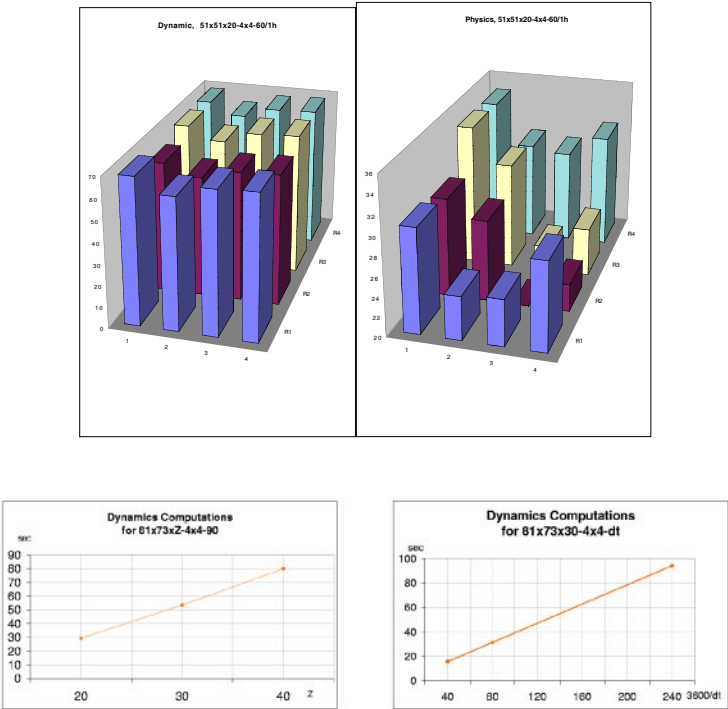 Dynamic, 51x51x20-4x4-60/1h
70
60
50
40
30
20
10
0
1
2
3
4
R1
R2
R3
R4
Physics, 51x51x20-4x4-60/1h
36
34
32
30
28
26
24
22
20
1
2
3
4
R1
R2
R3
R4
Dynamics Computations
for 81x73xZ-4x4-90
sec
90
80
70
60
50
40
30
20
10
0
20
30
40
Z
Dynamics Computations
for 81x73x30-4x4-dt
sec
100
80
60
40
20
0
40
80
120
160
200
240
3600/dt